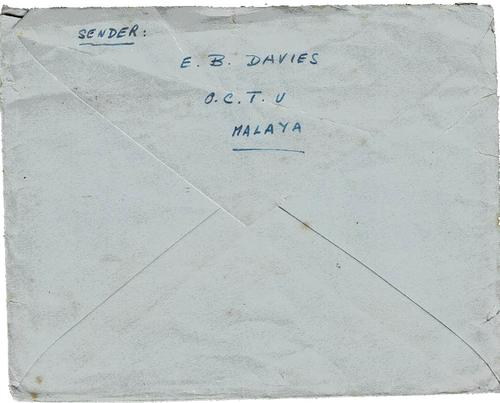 SENDER:
E. B. DAVIES
O.C.T.U
MALAYA